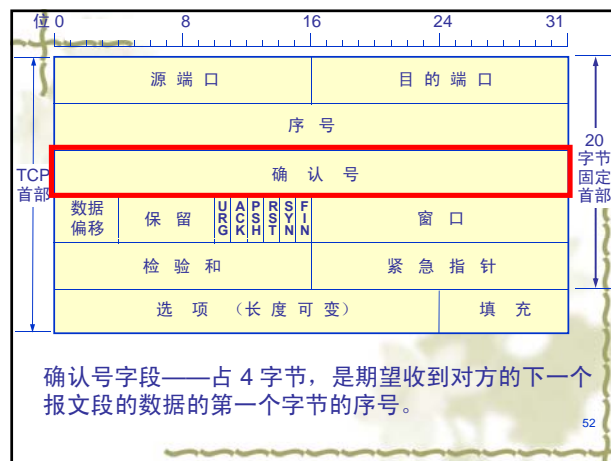 位 0 8 16 24 31
源 端 口 目 的 端 口
序 号
确 认 号
TCP
首部
20
字节
固定
首部
数据
偏移
保 留
URG
ACK
PSH
RST
SYN
FIN
窗 口
检 验 和 紧 急 指 针
选 项 (长 度 可 变) 填 充
确认号字段——占 4 字节，是期望收到对方的下一个
报文段的数据的第一个字节的序号。
52